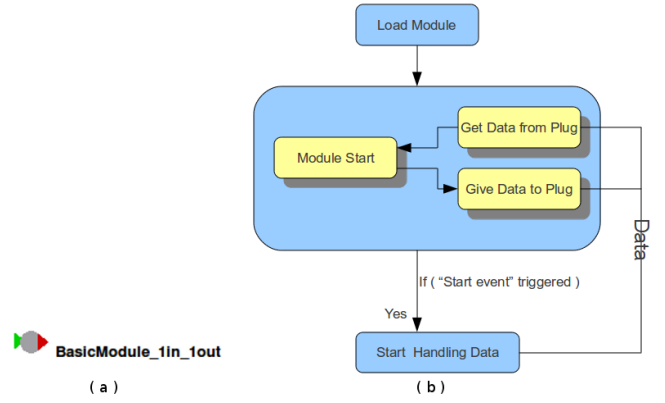 Load Module
Get Data from Plug
Module Start
Give Data to Plug
Data
If ( “Start event” triggered )
Yes
Start Handling Data
BasicModule_1in_1out
( a )
( b )